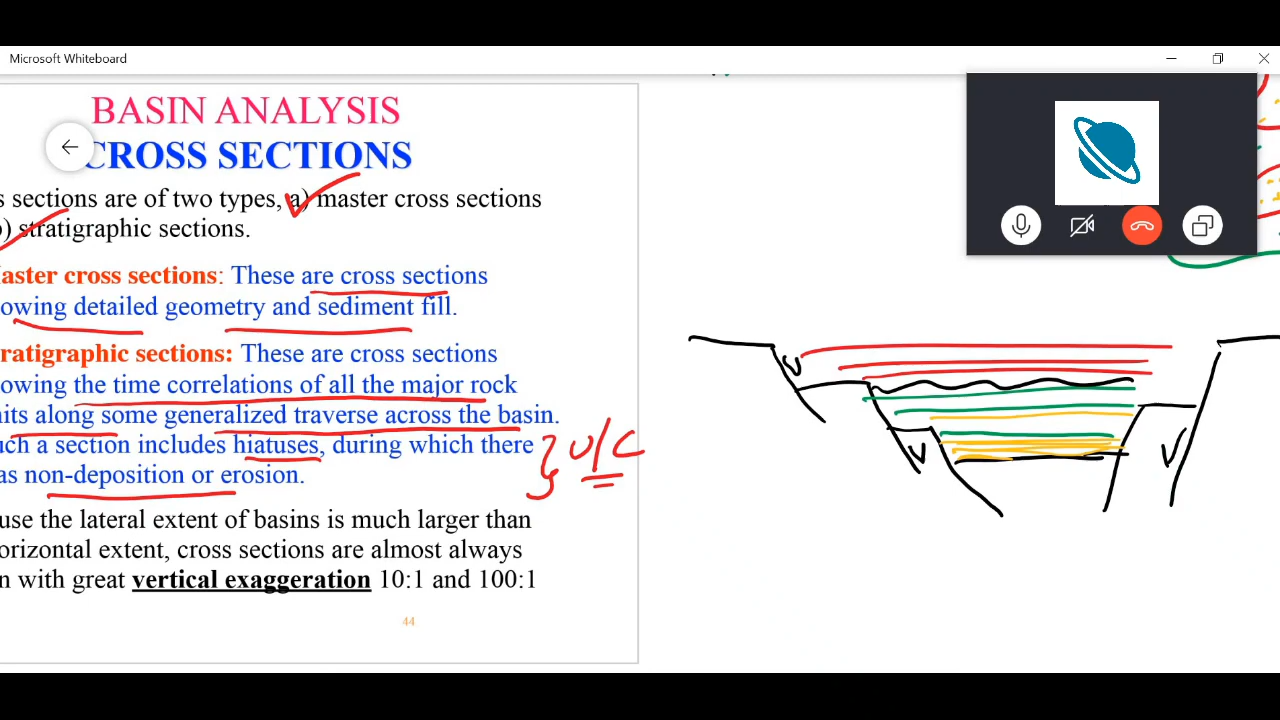 Microsoft Whiteboard
BASIN ANALYSIS
CROSS SECTIONS
s sections are of two types, a) master cross sections
o) stratigraphic sections.
laster cross sections: These are cross sections
owing detailed geometry and sediment fill.
ratigraphic sections: These are cross sections
owing the time correlations of all the major rock
nits along some generalized traverse across the basin.
uch a section includes hiatuses, during which there
as non-deposition or erosion.
U/C
use the lateral extent of basins is much larger than
orizontal extent, cross sections are almost always
n with great vertical exaggeration 10:1 and 100:1
44
V
V
V